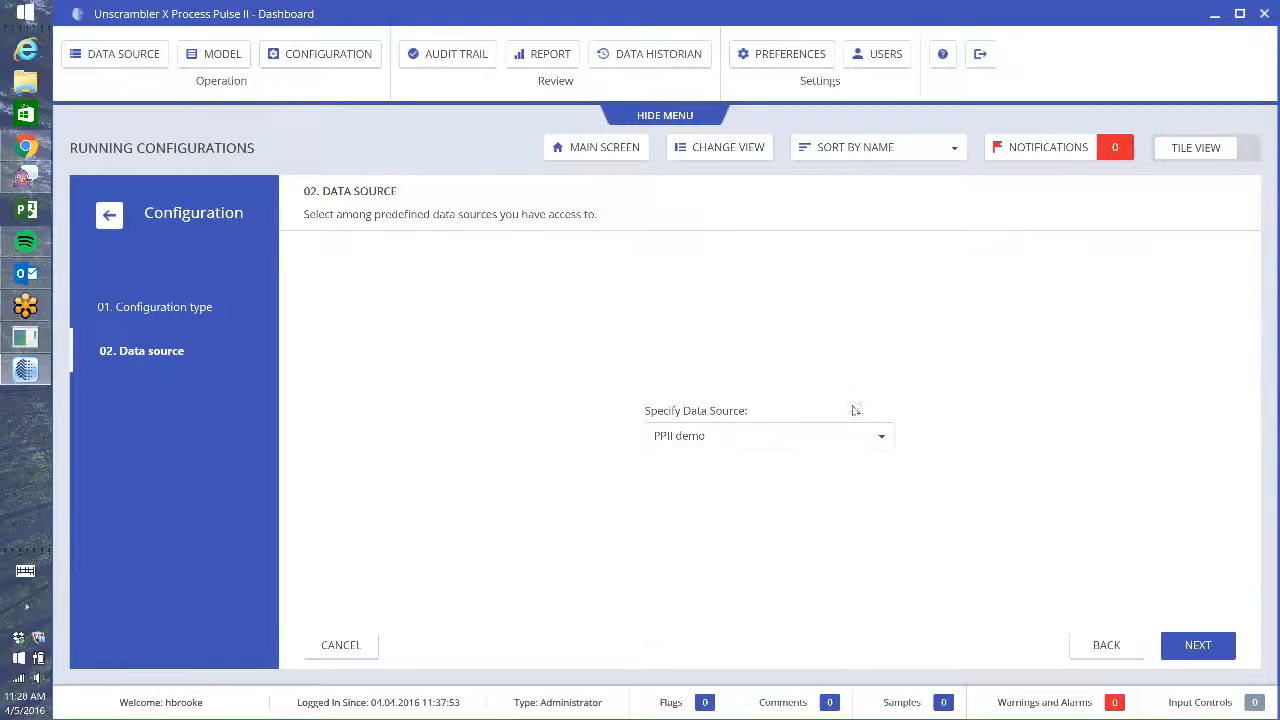 Unscrambler X Process Pulse II - Dashboard
DATA SOURCE
MODEL
CONFIGURATION
AUDIT TRAIL
REPORT
DATA HISTORIAN
PREFERENCES
USERS
?
Operation
Review
Settings
HIDE MENU
RUNNING CONFIGURATIONS
MAIN SCREEN
CHANGE VIEW
SORT BY NAME
NOTIFICATIONS
0
TILE VIEW
Configuration
01. Configuration type
02. Data source
02. DATA SOURCE
Select among predefined data sources you have access to.
Specify Data Source:
PPII demo
CANCEL
BACK
NEXT
11:20 AM
4/5/2016
Welcome: hbrooke
Logged In Since: 04.04.2016 11:37:53
Type: Administrator
Flags 0
Comments 0
Samples 0
Warnings and Alarms 0
Input Controls 0